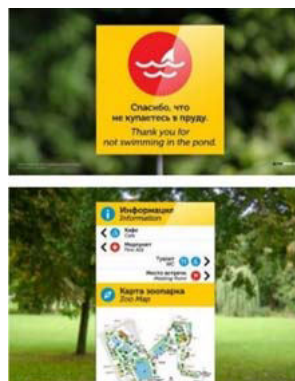 Спасибо, что
не купаетесь в пруду.
Thank you for
not swimming in the pond.
Информация
Information
Кафе
Cafe
Медпункт
First Aid
Туалет
WC
Место встречи
Meeting Point
Карта зоопарка
Zoo Map